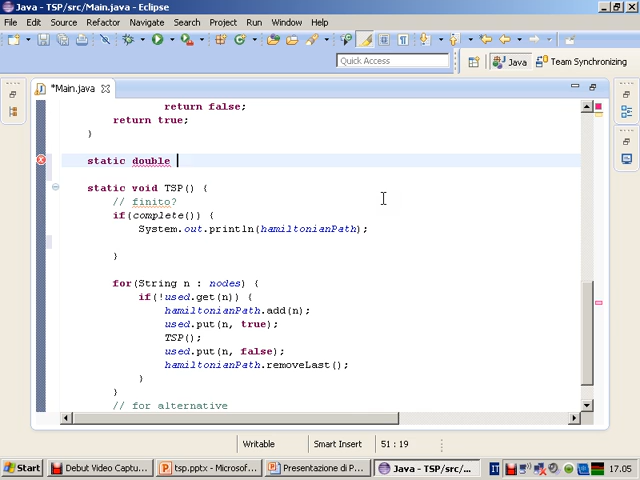 Java - TSP/src/Main.java - Eclipse
File Edit Source Refactor Navigate Search Project Run Window Help
Quick Access
Java
Team Synchronizing
*Main.java
return false;
return true;
}
static double
static void TSP() {
// finito?
if(complete()) {
System.out.println(hamiltonianPath);
}
for(String n : nodes) {
if(!used.get(n)) {
hamiltonianPath.add(n);
used.put(n, true);
TSP();
used.put(n, false);
hamiltonianPath.removeLast();
}
}
// for alternative
Writable Smart Insert 51 : 19
Start Debut Video Captu... tsp.pptx - Microsof... Presentazione di P... Java - TSP/src/... IT 17.05